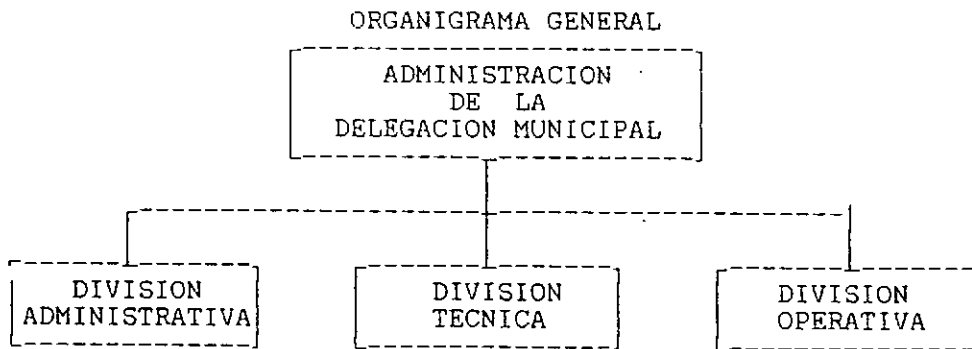 ORGANIGRAMA GENERAL
ADMINISTRACION
DE LA
DELEGACION MUNICIPAL
DIVISION
ADMINISTRATIVA
DIVISION
TECNICA
DIVISION
OPERATIVA